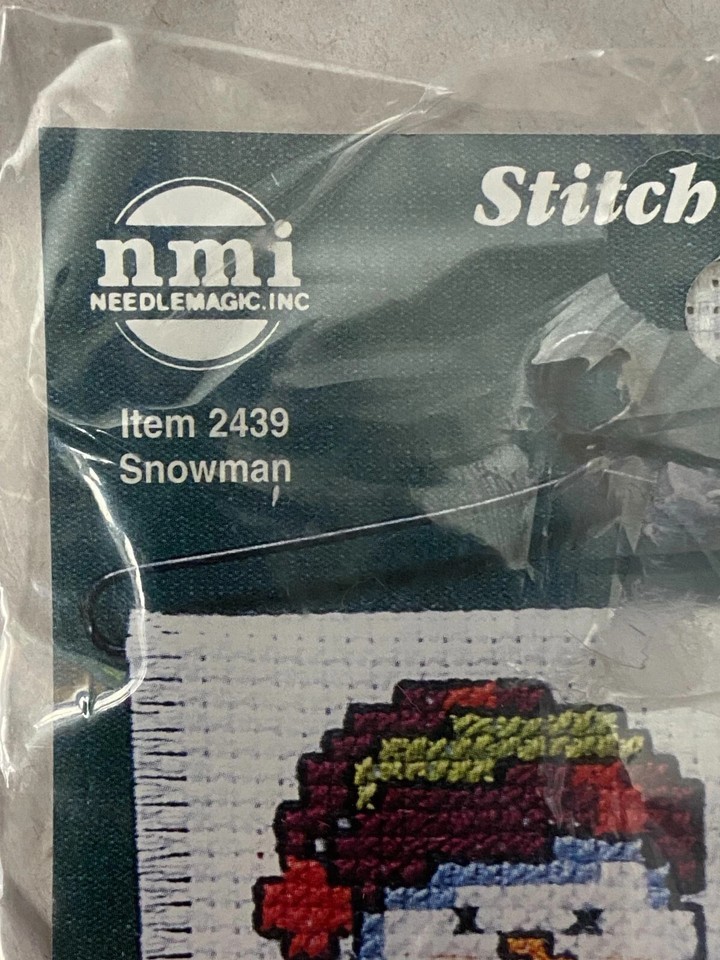 Stitch
nmi
NEEDLEMAGIC.INC
Item 2439
Snowman